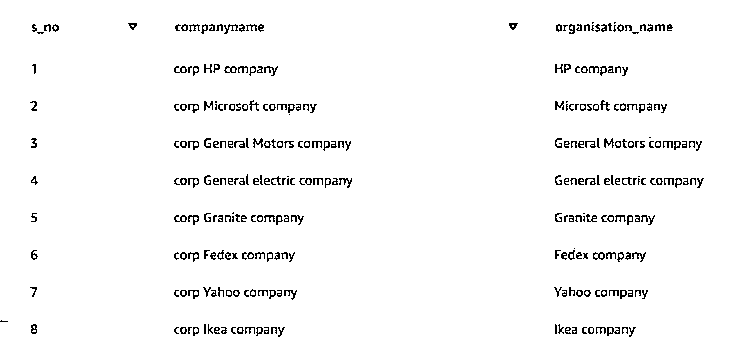 s_no companyname organisation_name
1 corp HP company HP company
2 corp Microsoft company Microsoft company
3 corp General Motors company General Motors company
4 corp General electric company General electric company
5 corp Granite company Granite company
6 corp Fedex company Fedex company
7 corp Yahoo company Yahoo company
8 corp Ikea company Ikea company